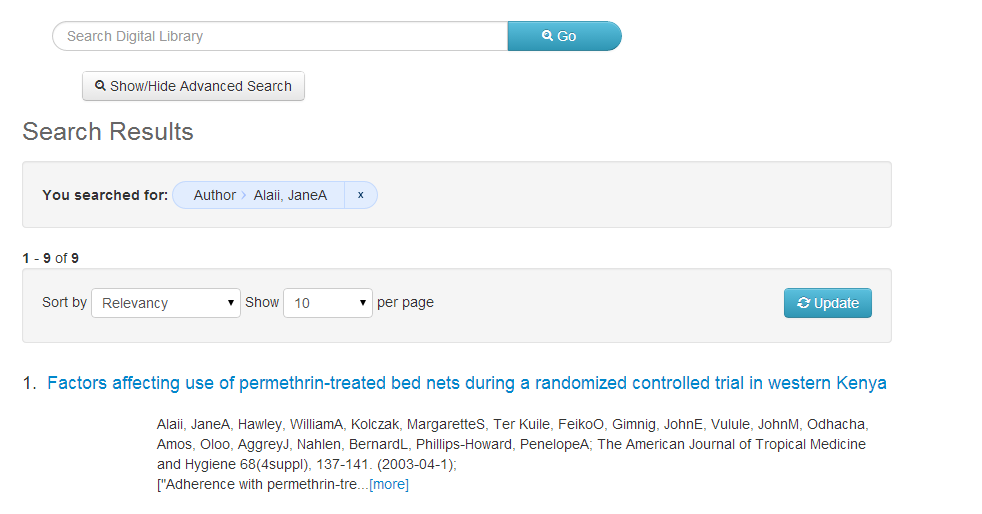 Search Digital Library
Go
Show/Hide Advanced Search
Search Results
You searched for: Author › Alaii, JaneA x
1 - 9 of 9
Sort by Relevancy Show 10 per page Update
1. Factors affecting use of permethrin-treated bed nets during a randomized controlled trial in western Kenya
Alaii, JaneA, Hawley, WilliamA, Kolczak, MargaretteS, Ter Kuile, FeikoO, Gimnig, JohnE, Vulule, JohnM, Odhacha,
Amos, Oloo, AggreyJ, Nahlen, BernardL, Phillips-Howard, PenelopeA; The American Journal of Tropical Medicine
and Hygiene 68(4suppl), 137-141. (2003-04-1);
["Adherence with permethrin-tre...[more]